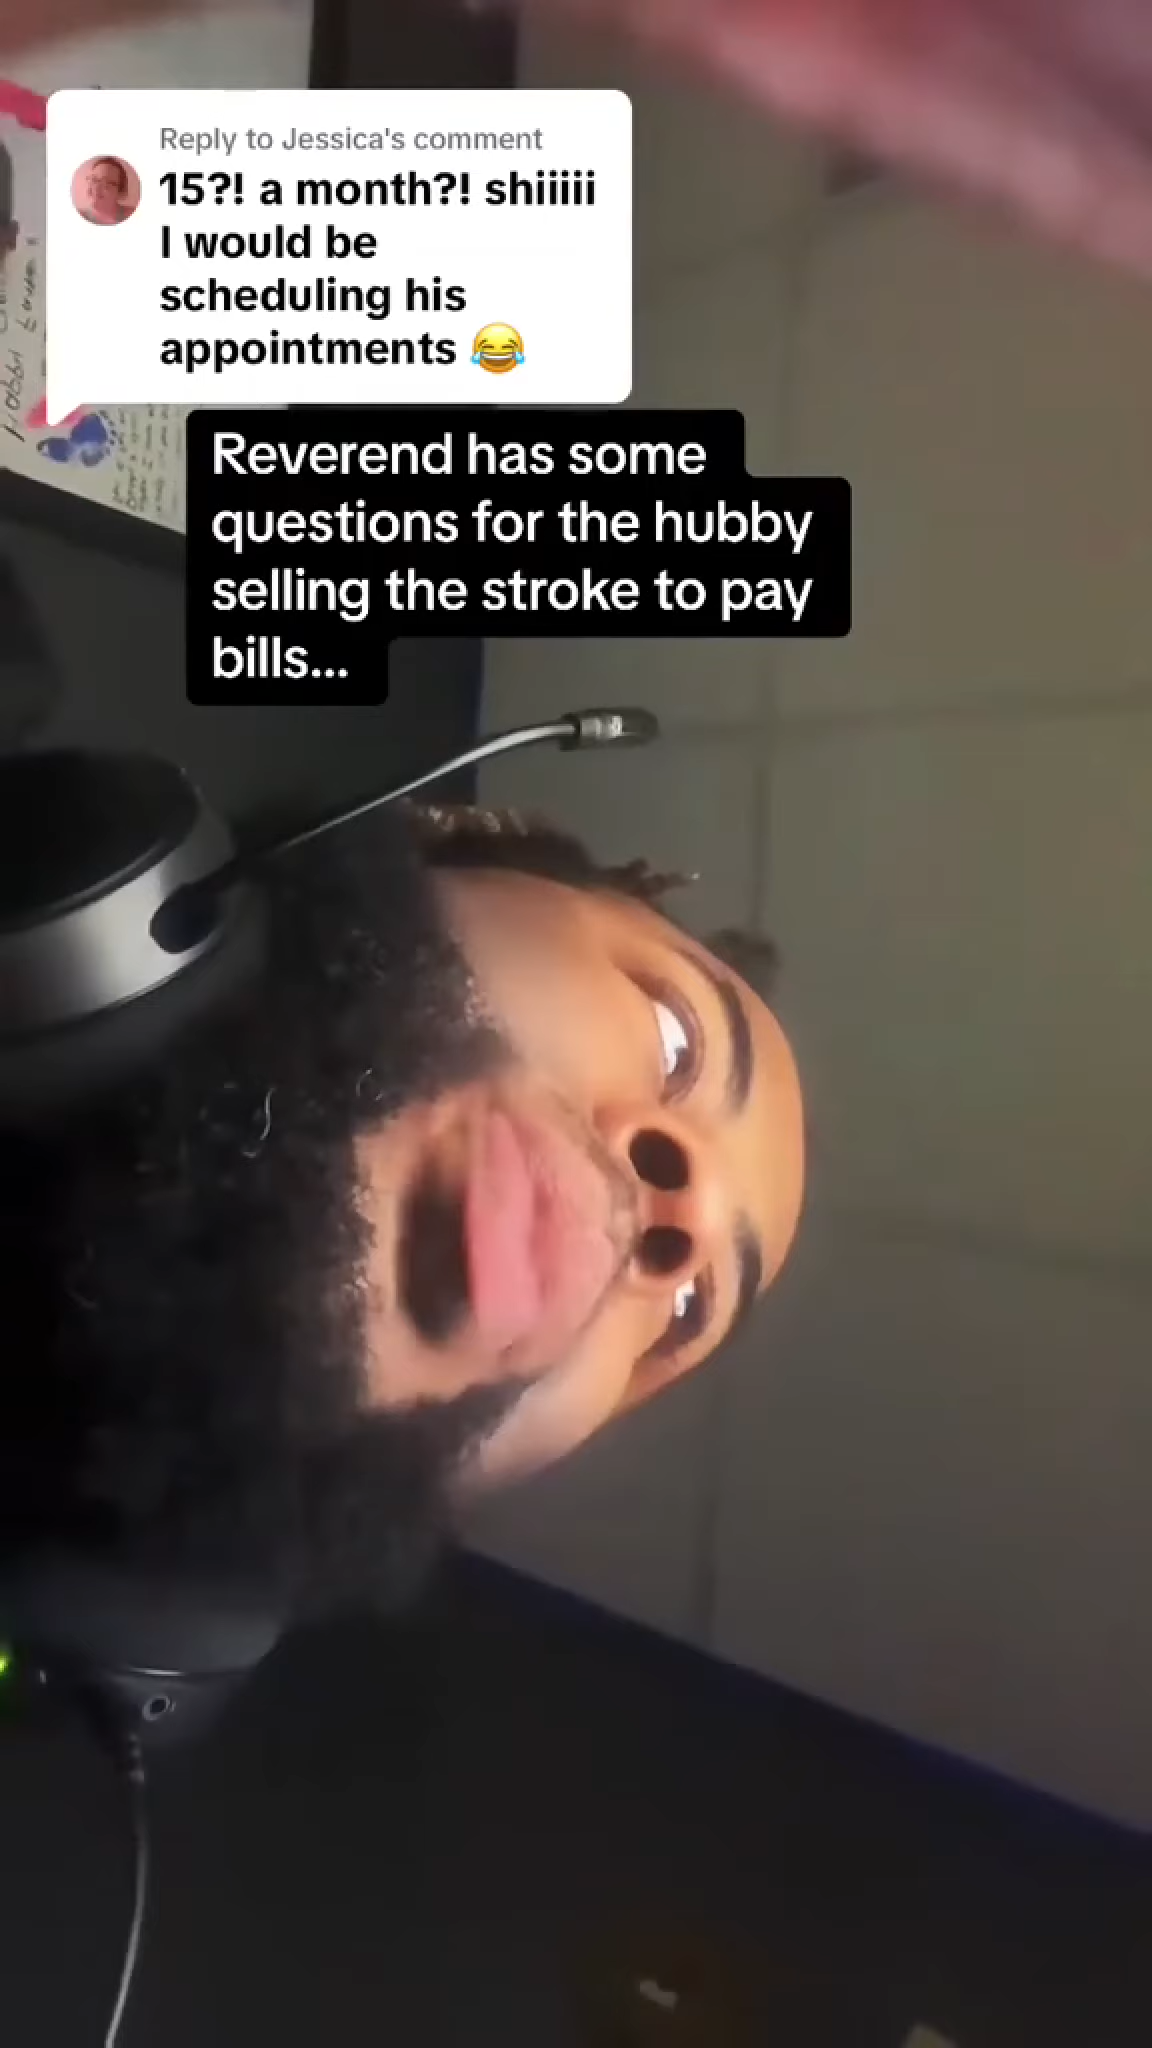 Reply to Jessica's comment
15?! a month?! shiiiii
I would be
scheduling his
appointments 😂
Reverend has some
questions for the hubby
selling the stroke to pay
bills...